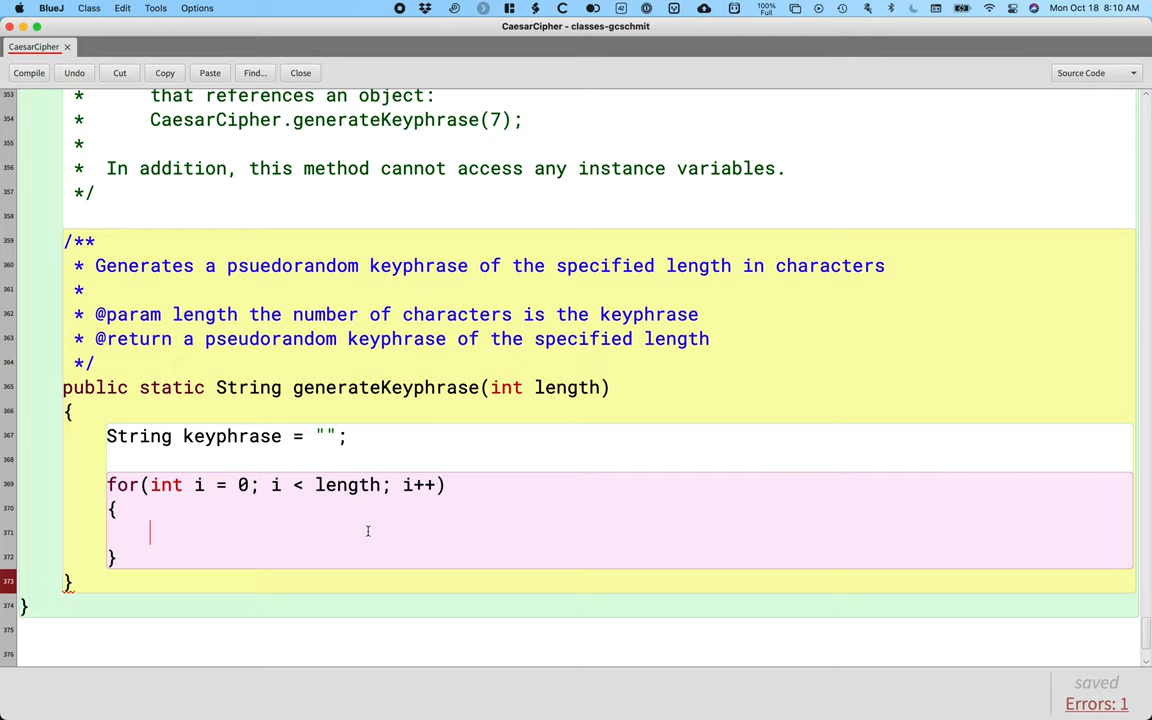 BlueJ Class Edit Tools Options 42 100% Full Mon Oct 18 8:10 AM
CaesarCipher - classes-gcschmit
CaesarCipher ×
Compile Undo Cut Copy Paste Find... Close Source Code
353 * that references an object:
354 * CaesarCipher.generateKeyphrase(7);
355 *
356 * In addition, this method cannot access any instance variables.
357 */
358
359 /**
360 * Generates a psuedorandom keyphrase of the specified length in characters
361 *
362 * @param length the number of characters is the keyphrase
363 * @return a pseudorandom keyphrase of the specified length
364 */
365 public static String generateKeyphrase(int length)
366 {
367 String keyphrase = "";
368
369 for(int i = 0; i < length; i++)
370 {
371
372 }
373 }
374 }
375
376
saved
Errors: 1